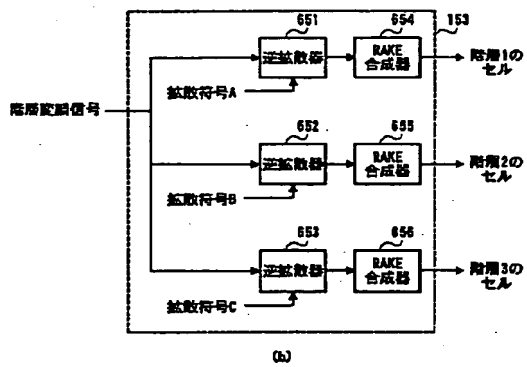 651
654
153
逆拡散器
RAKE
合成器
階層1の
セル
拡散符号A
階層変調信号
652
655
逆拡散器
RAKE
合成器
階層2の
セル
拡散符号B
653
656
逆拡散器
RAKE
合成器
階層3の
セル
拡散符号C
(b)